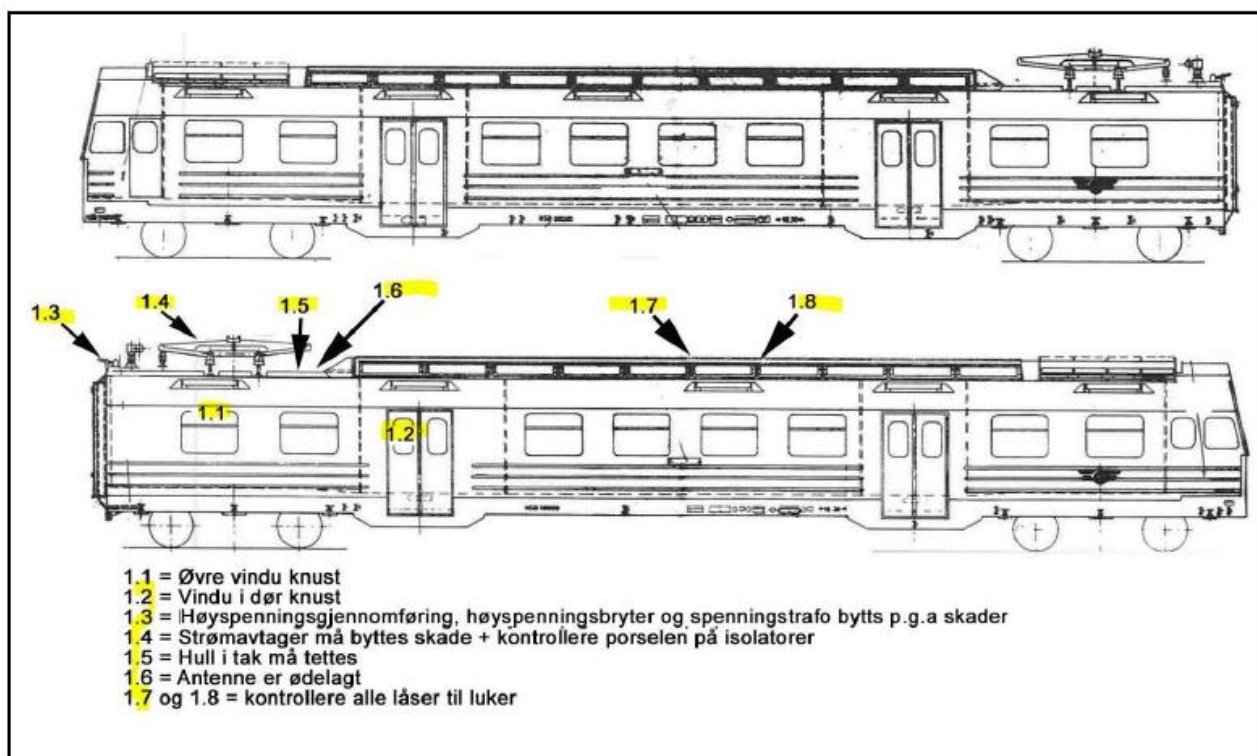 1.3
1.4
1.5
1.6
1.7
1.8
1.1
1.2
1.1 = Øvre vindu knust
1.2 = Vindu i dør knust
1.3 = Høyspenningsgjennomføring, høyspenningsbryter og spenningstrafo bytts p.g.a skader
1.4 = Strømavtager må byttes skade + kontrollere porselen på isolatorer
1.5 = Hull i tak må tettes
1.6 = Antenne er ødelagt
1.7 og 1.8 = kontrollere alle låser til luker